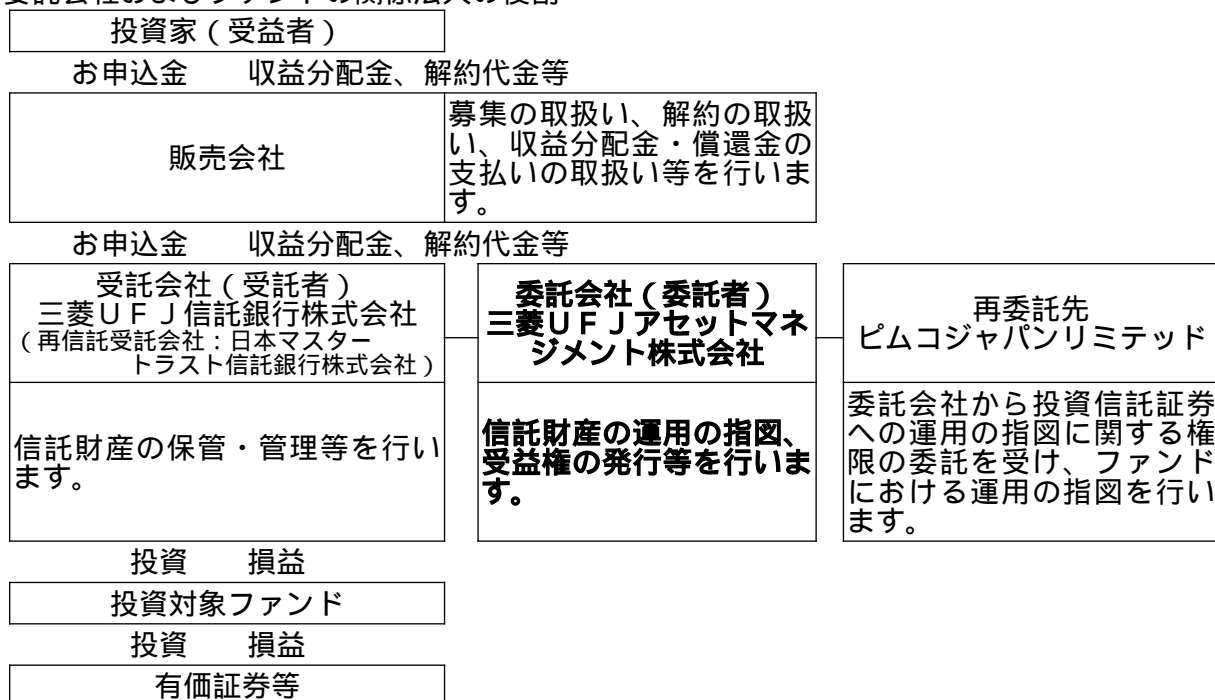 委託会社およびファンドの関係法人の役割
投資家（受益者）
お申込金　収益分配金、解約代金等
販売会社
募集の取扱い、解約の取扱
い、収益分配金・償還金の
支払いの取扱い等を行いま
す。
お申込金　収益分配金、解約代金等
受託会社（受託者）
三菱ＵＦＪ信託銀行株式会社
（再信託受託会社：日本マスター
トラスト信託銀行株式会社）
委託会社（委託者）
三菱ＵＦＪアセットマネ
ジメント株式会社
再委託先
ピムコジャパンリミテッド
信託財産の保管・管理等を行い
ます。
信託財産の運用の指図、
受益権の発行等を行いま
す。
委託会社から投資信託証券
への運用の指図に関する権
限の委託を受け、ファンド
における運用の指図を行い
ます。
投資　損益
投資対象ファンド
投資　損益
有価証券等